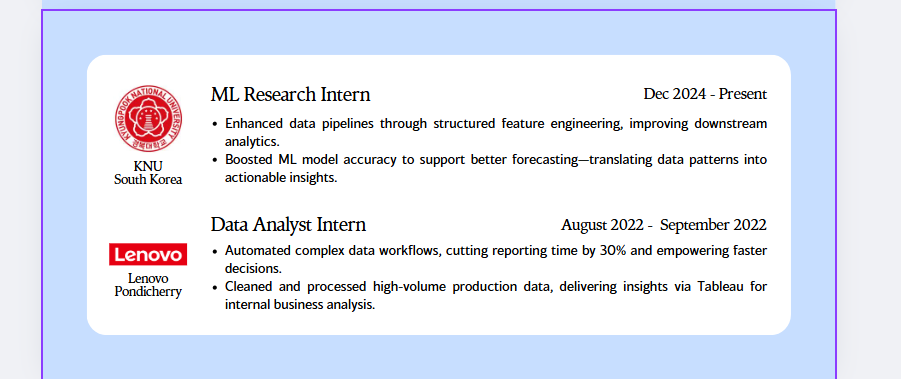 ML Research Intern
Dec 2024 - Present
KYUNGPOOK NATIONAL UNIVERSITY
경북대학교
KNU
South Korea
• Enhanced data pipelines through structured feature engineering, improving downstream
analytics.
• Boosted ML model accuracy to support better forecasting—translating data patterns into
actionable insights.
Data Analyst Intern
August 2022 - September 2022
Lenovo
Lenovo
Pondicherry
• Automated complex data workflows, cutting reporting time by 30% and empowering faster
decisions.
• Cleaned and processed high-volume production data, delivering insights via Tableau for
internal business analysis.